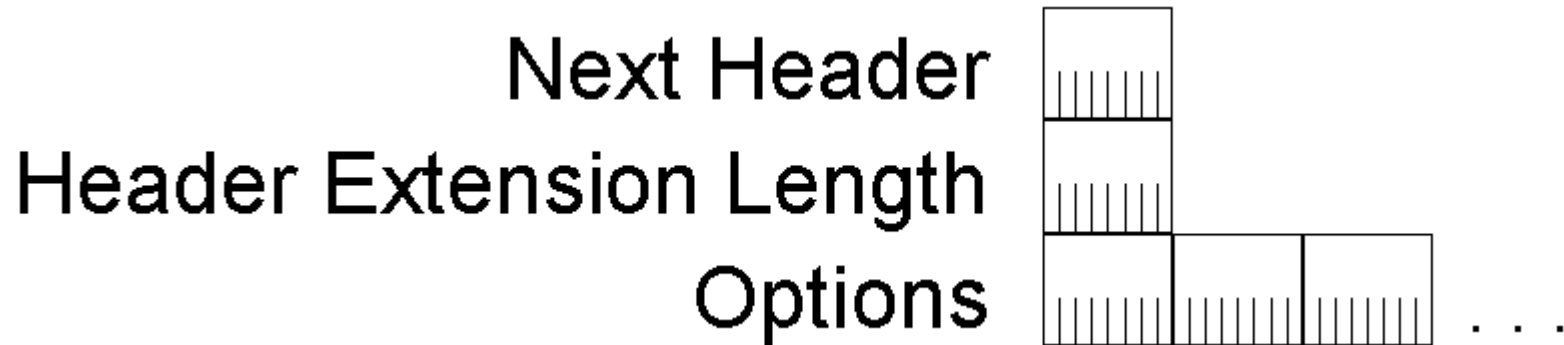 Next Header
Header Extension Length
Options . . .